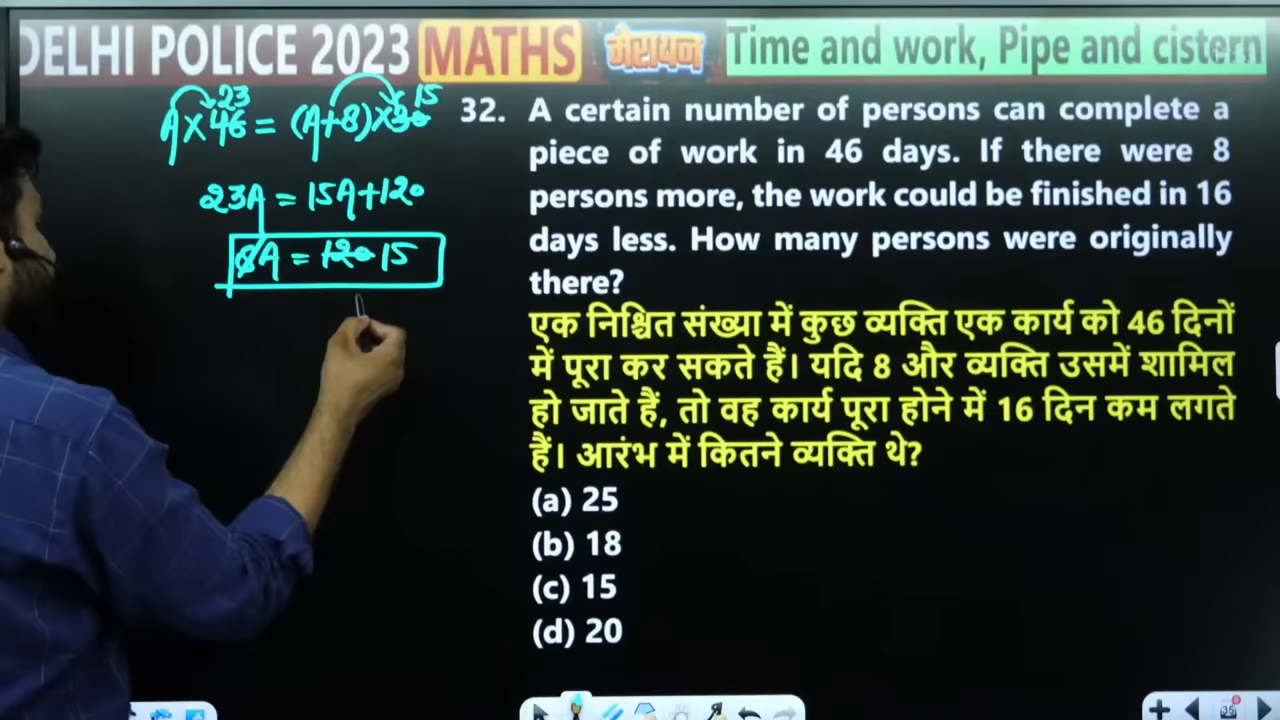 DELHI POLICE 2023 MATHS मैराथन Time and work, Pipe and cistern
23 15
A×46 = (A+8)×30
23A = 15A+120
8A = 120 15
32. A certain number of persons can complete a
piece of work in 46 days. If there were 8
persons more, the work could be finished in 16
days less. How many persons were originally
there?
एक निश्चित संख्या में कुछ व्यक्ति एक कार्य को 46 दिनों
में पूरा कर सकते हैं। यदि 8 और व्यक्ति उसमें शामिल
हो जाते हैं, तो वह कार्य पूरा होने में 16 दिन कम लगते
हैं। आरंभ में कितने व्यक्ति थे?
(a) 25
(b) 18
(c) 15
(d) 20